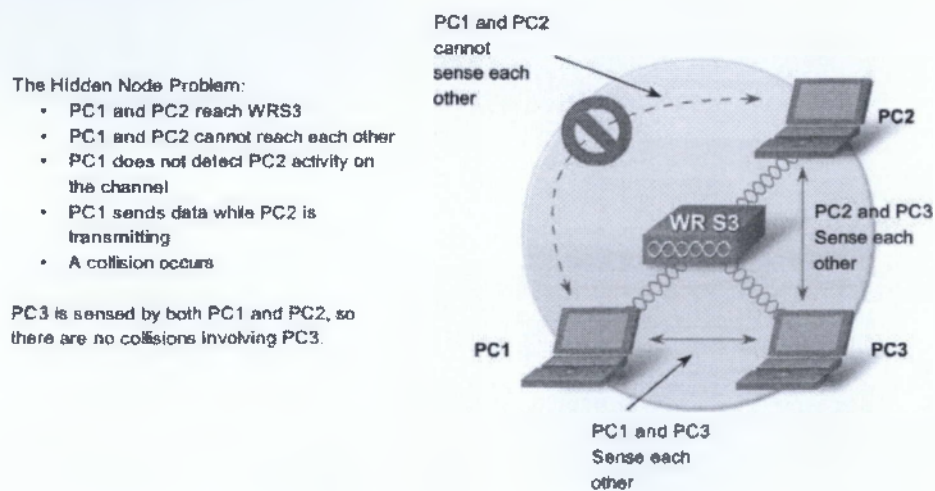 The Hidden Node Problem:
• PC1 and PC2 reach WRS3
• PC1 and PC2 cannot reach each other
• PC1 does not detect PC2 activity on
the channel
• PC1 sends data while PC2 is
transmitting
• A collision occurs
PC3 is sensed by both PC1 and PC2, so
there are no collisions involving PC3.
PC1 and PC2
cannot
sense each
other
PC2
WR S3
PC2 and PC3
Sense each
other
PC1
PC3
PC1 and PC3
Sense each
other